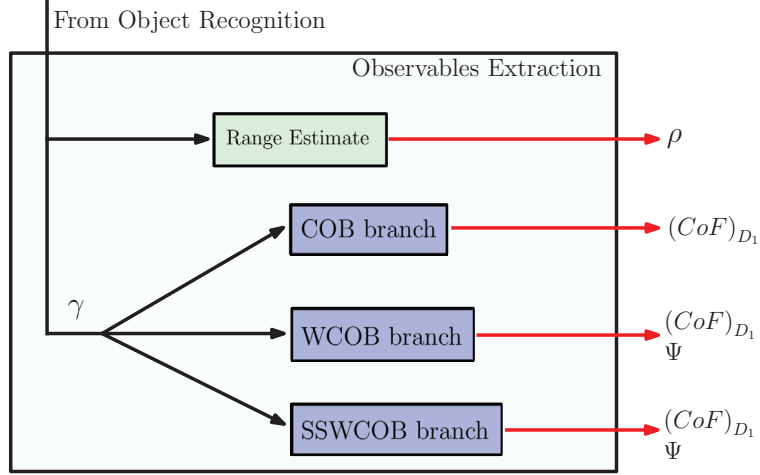 From Object Recognition
Observables Extraction
Range Estimate
ρ
COB branch
(CoF)_{D_1}
γ
WCOB branch
(CoF)_{D_1}
Ψ
SSWCOB branch
(CoF)_{D_1}
Ψ